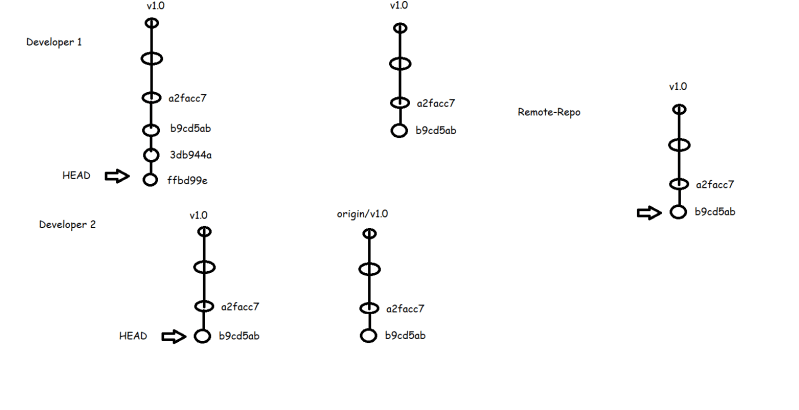 v1.0
Developer 1
a2facc7
b9cd5ab
3db944a
HEAD
ffbd99e
v1.0
a2facc7
b9cd5ab
Remote-Repo
v1.0
a2facc7
b9cd5ab
Developer 2
v1.0
a2facc7
HEAD
b9cd5ab
origin/v1.0
a2facc7
b9cd5ab